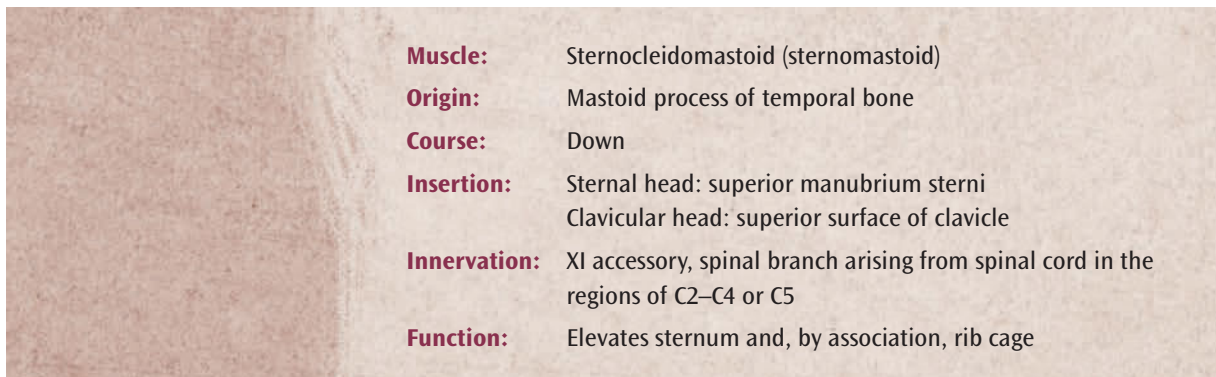 Muscle: Sternocleidomastoid (sternomastoid)
Origin: Mastoid process of temporal bone
Course: Down
Insertion: Sternal head: superior manubrium sterni
Clavicular head: superior surface of clavicle
Innervation: XI accessory, spinal branch arising from spinal cord in the
regions of C2–C4 or C5
Function: Elevates sternum and, by association, rib cage